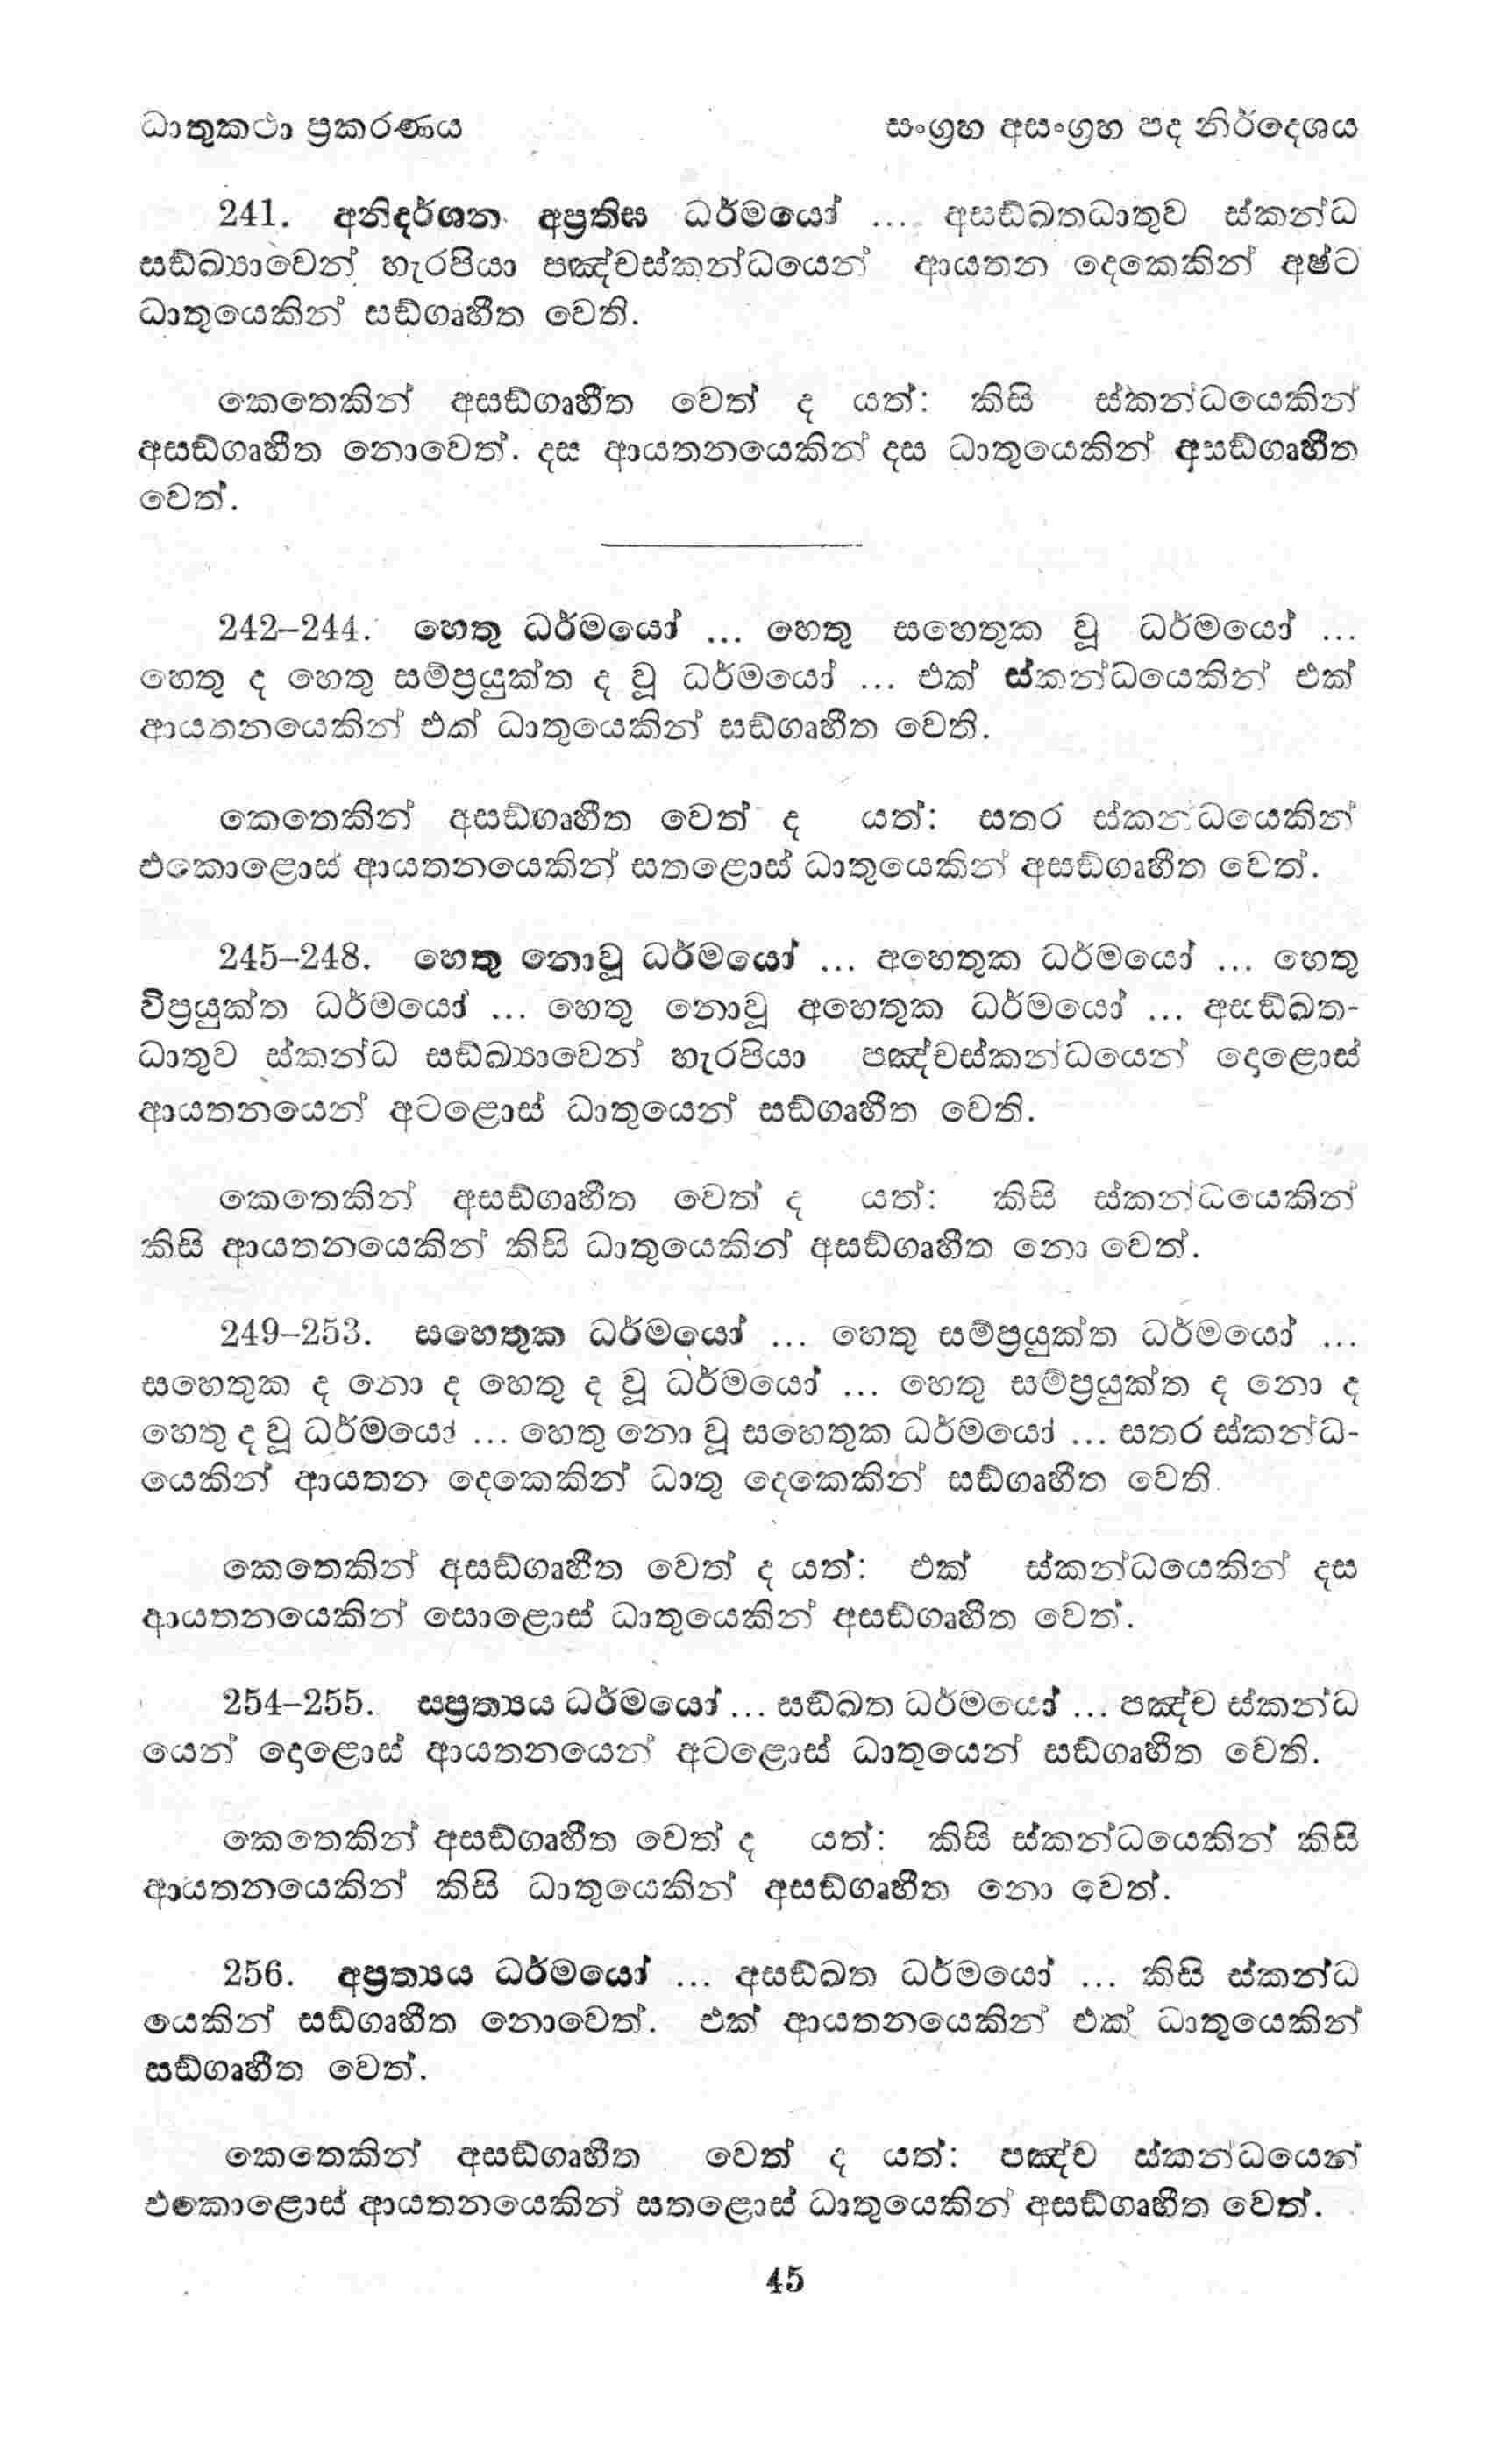 ධාතුකථා ප්‍රකරණය සංග්‍රහ අසංග්‍රහ පද නිර්දෙශය
241. අනිදර්ශන අප්‍රතිඝ ධර්මයෝ ... අසඞ්ඛතධාතුව ස්කන්ධ
සඞ්ඛ්‍යාවෙන් හැරපියා පඤ්චස්කන්ධයෙන් ආයතන දෙකෙකින් අෂ්ට
ධාතුයෙකින් සඞ්ගෘහීත වෙති.
කෙතෙකින් අසඞ්ගෘහීත වෙත් ද යත්: කිසි ස්කන්ධයෙකින්
අසඞ්ගෘහීත නොවෙත්. දස ආයතනයෙකින් දස ධාතුයෙකින් අසඞ්ගෘහීත
වෙත්.
242–244. හෙතු ධර්මයෝ ... හෙතු සහෙතුක වූ ධර්මයෝ ...
හෙතු ද හෙතු සම්ප්‍රයුක්ත ද වූ ධර්මයෝ ... එක් ස්කන්ධයෙකින් එක්
ආයතනයෙකින් එක් ධාතුයෙකින් සඞ්ගෘහීත වෙති.
කෙතෙකින් අසඞ්ගෘහීත වෙත් ද යත්: සතර ස්කන්ධයෙකින්
එකොළොස් ආයතනයෙකින් සතළොස් ධාතුයෙකින් අසඞ්ගෘහීත වෙත්.
245–248. හෙතු නොවූ ධර්මයෝ ... අහෙතුක ධර්මයෝ ... හෙතු
විප්‍රයුක්ත ධර්මයෝ ... හෙතු නොවූ අහෙතුක ධර්මයෝ ... අසඞ්ඛත-
ධාතුව ස්කන්ධ සඞ්ඛ්‍යාවෙන් හැරපියා පඤ්චස්කන්ධයෙන් දෙළොස්
ආයතනයෙන් අටළොස් ධාතුයෙන් සඞ්ගෘහීත වෙති.
කෙතෙකින් අසඞ්ගෘහීත වෙත් ද යත්: කිසි ස්කන්ධයෙකින්
කිසි ආයතනයෙකින් කිසි ධාතුයෙකින් අසඞ්ගෘහීත නො වෙත්.
249–253. සහෙතුක ධර්මයෝ ... හෙතු සම්ප්‍රයුක්ත ධර්මයෝ ...
සහෙතුක ද නො ද හෙතු ද වූ ධර්මයෝ ... හෙතු සම්ප්‍රයුක්ත ද නො ද
හෙතු ද වූ ධර්මයෝ ... හෙතු නො වූ සහෙතුක ධර්මයෝ ... සතර ස්කන්ධ-
යෙකින් ආයතන දෙකෙකින් ධාතු දෙකෙකින් සඞ්ගෘහීත වෙති.
කෙතෙකින් අසඞ්ගෘහීත වෙත් ද යත්: එක් ස්කන්ධයෙකින් දස
ආයතනයෙකින් සොළොස් ධාතුයෙකින් අසඞ්ගෘහීත වෙත්.
254–255. සප්‍රත්‍යය ධර්මයෝ ... සඞ්ඛත ධර්මයෝ ... පඤ්ච ස්කන්ධ
යෙන් දෙළොස් ආයතනයෙන් අටළොස් ධාතුයෙන් සඞ්ගෘහීත වෙති.
කෙතෙකින් අසඞ්ගෘහීත වෙත් ද යත්: කිසි ස්කන්ධයෙකින් කිසි
ආයතනයෙකින් කිසි ධාතුයෙකින් අසඞ්ගෘහීත නො වෙත්.
256. අප්‍රත්‍යය ධර්මයෝ ... අසඞ්ඛත ධර්මයෝ ... කිසි ස්කන්ධ
යෙකින් සඞ්ගෘහීත නොවෙත්. එක් ආයතනයෙකින් එක් ධාතුයෙකින්
සඞ්ගෘහීත වෙත්.
කෙතෙකින් අසඞ්ගෘහීත වෙත් ද යත්: පඤ්ච ස්කන්ධයෙන්
එකොළොස් ආයතනයෙකින් සතළොස් ධාතුයෙකින් අසඞ්ගෘහීත වෙත්.
45